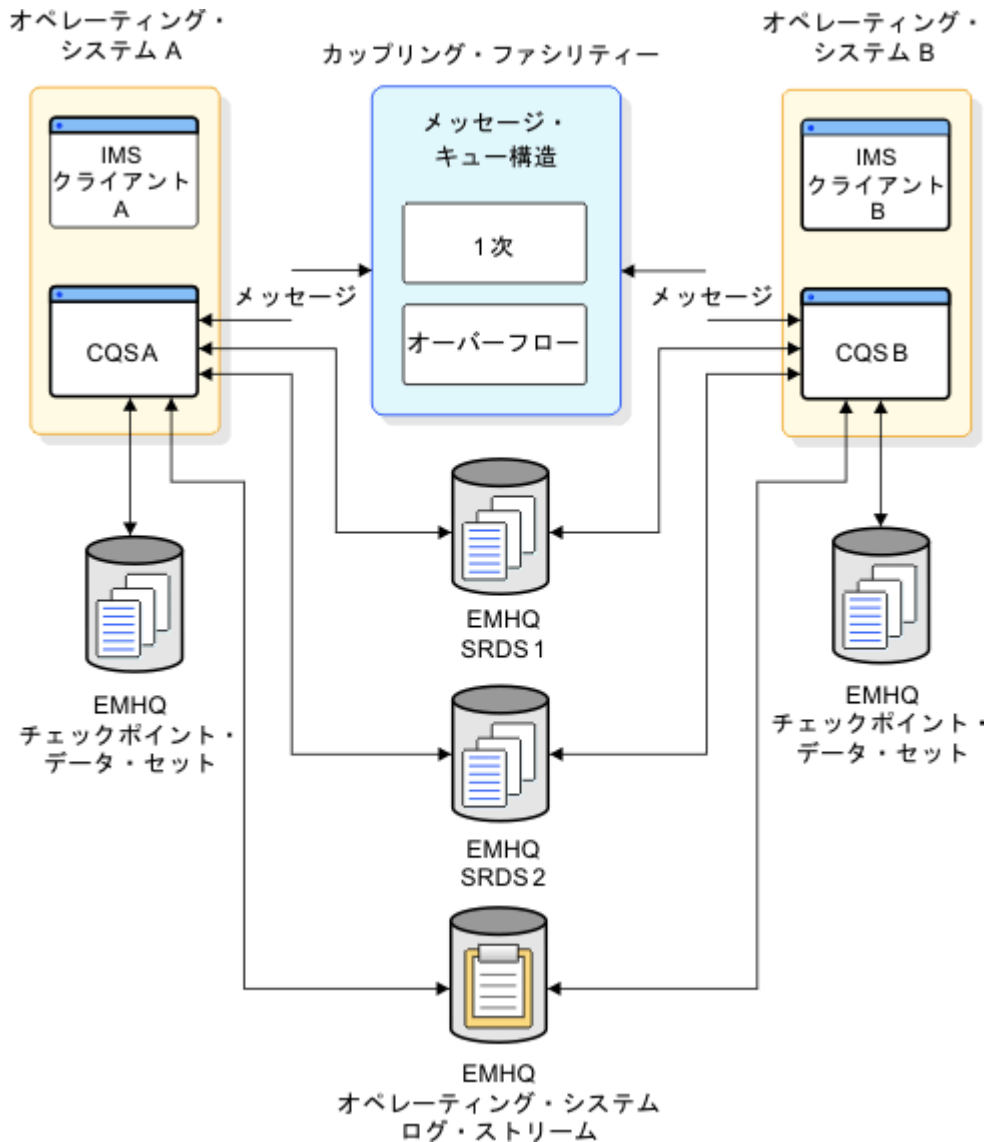 オペレーティング・
システム A
カップリング・ファシリティー
オペレーティング・
システム B
IMS
クライアント
A
メッセージ・
キュー構造
1次
オーバーフロー
IMS
クライアント
B
メッセージ
メッセージ
CQS A
CQS B
EMHQ
チェックポイント・
データ・セット
EMHQ
SRDS 1
EMHQ
チェックポイント・
データ・セット
EMHQ
SRDS 2
EMHQ
オペレーティング・システム
ログ・ストリーム